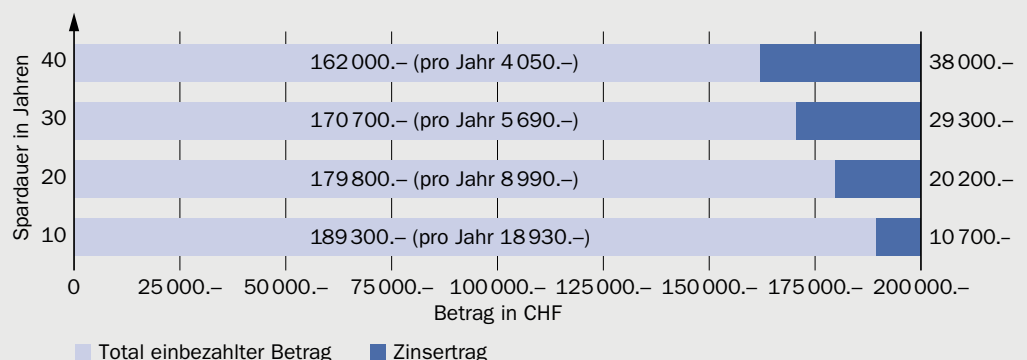 Spardauer in Jahren
40 162 000.– (pro Jahr 4 050.–) 38 000.–
30 170 700.– (pro Jahr 5 690.–) 29 300.–
20 179 800.– (pro Jahr 8 990.–) 20 200.–
10 189 300.– (pro Jahr 18 930.–) 10 700.–
0 25 000.– 50 000.– 75 000.– 100 000.– 125 000.– 150 000.– 175 000.– 200 000.–
Betrag in CHF
Total einbezahlter Betrag Zinsertrag